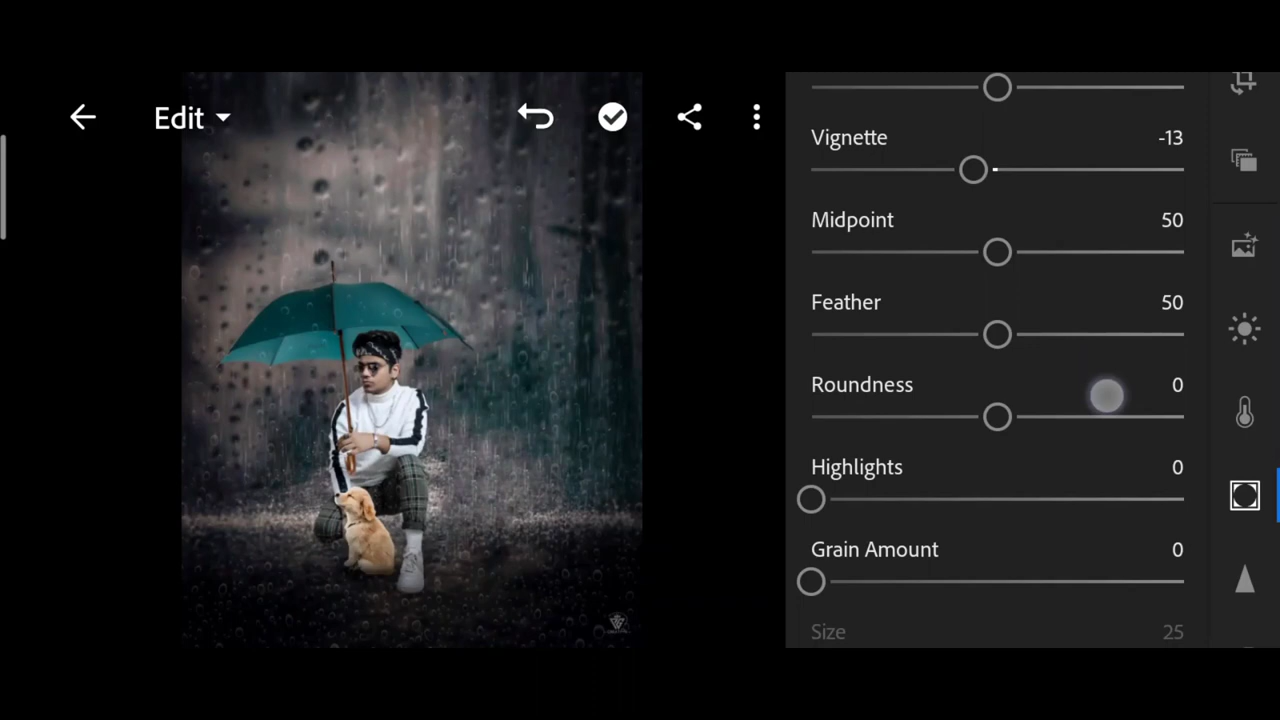 Edit
Vignette -13
Midpoint 50
Feather 50
Roundness 0
Highlights 0
Grain Amount 0
Size 25